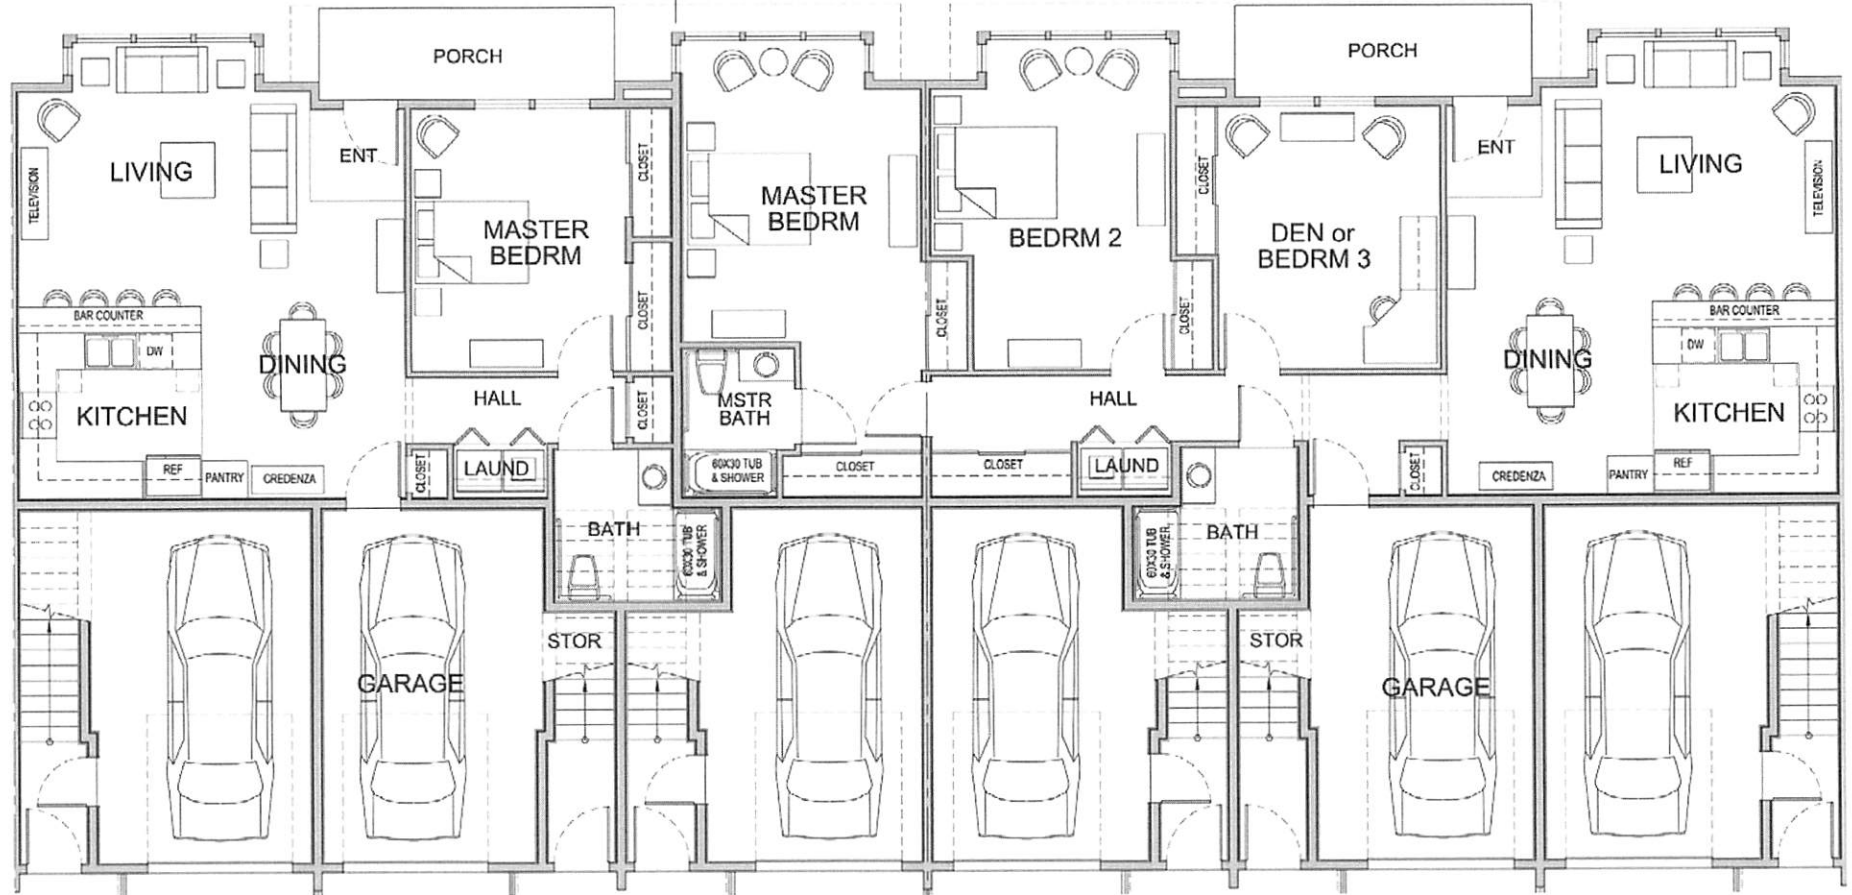 PORCH
PORCH
LIVING
TELEVISION
ENT
CLOSET
MASTER
BEDRM
CLOSET
MASTER
BEDRM
CLOSET
BEDRM 2
CLOSET
CLOSET
DEN or
BEDRM 3
ENT
LIVING
TELEVISION
BAR COUNTER
DW
DINING
KITCHEN
REF
PANTRY
CREDENZA
HALL
CLOSET
CLOSET
LAUND
MSTR
BATH
60X30 TUB
& SHOWER
CLOSET
HALL
CLOSET
LAUND
CLOSET
BAR COUNTER
DW
DINING
KITCHEN
CREDENZA
PANTRY
REF
BATH
60X30 TUB
& SHOWER
60X30 TUB
& SHOWER
BATH
STOR
GARAGE
STOR
GARAGE